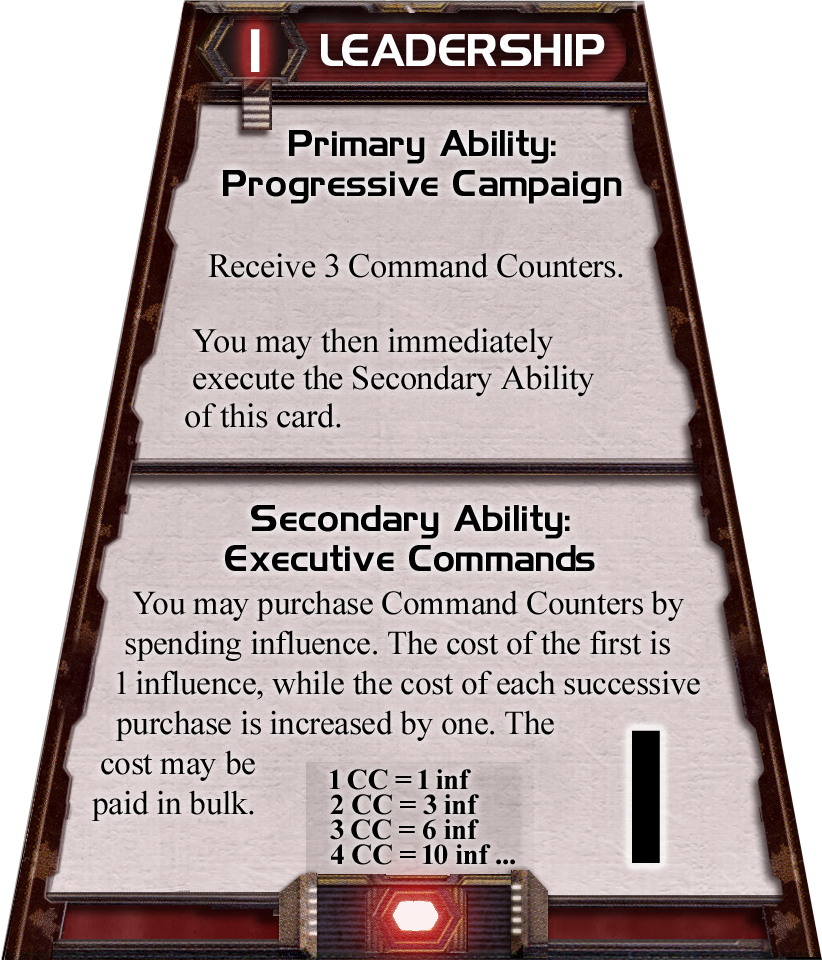 1 LEADERSHIP
Primary Ability:
Progressive Campaign
Receive 3 Command Counters.
You may then immediately
execute the Secondary Ability
of this card.
Secondary Ability:
Executive Commands
You may purchase Command Counters by
spending influence. The cost of the first is
1 influence, while the cost of each successive
purchase is increased by one. The
cost may be
paid in bulk.
1 CC = 1 inf
2 CC = 3 inf
3 CC = 6 inf
4 CC = 10 inf ...
1